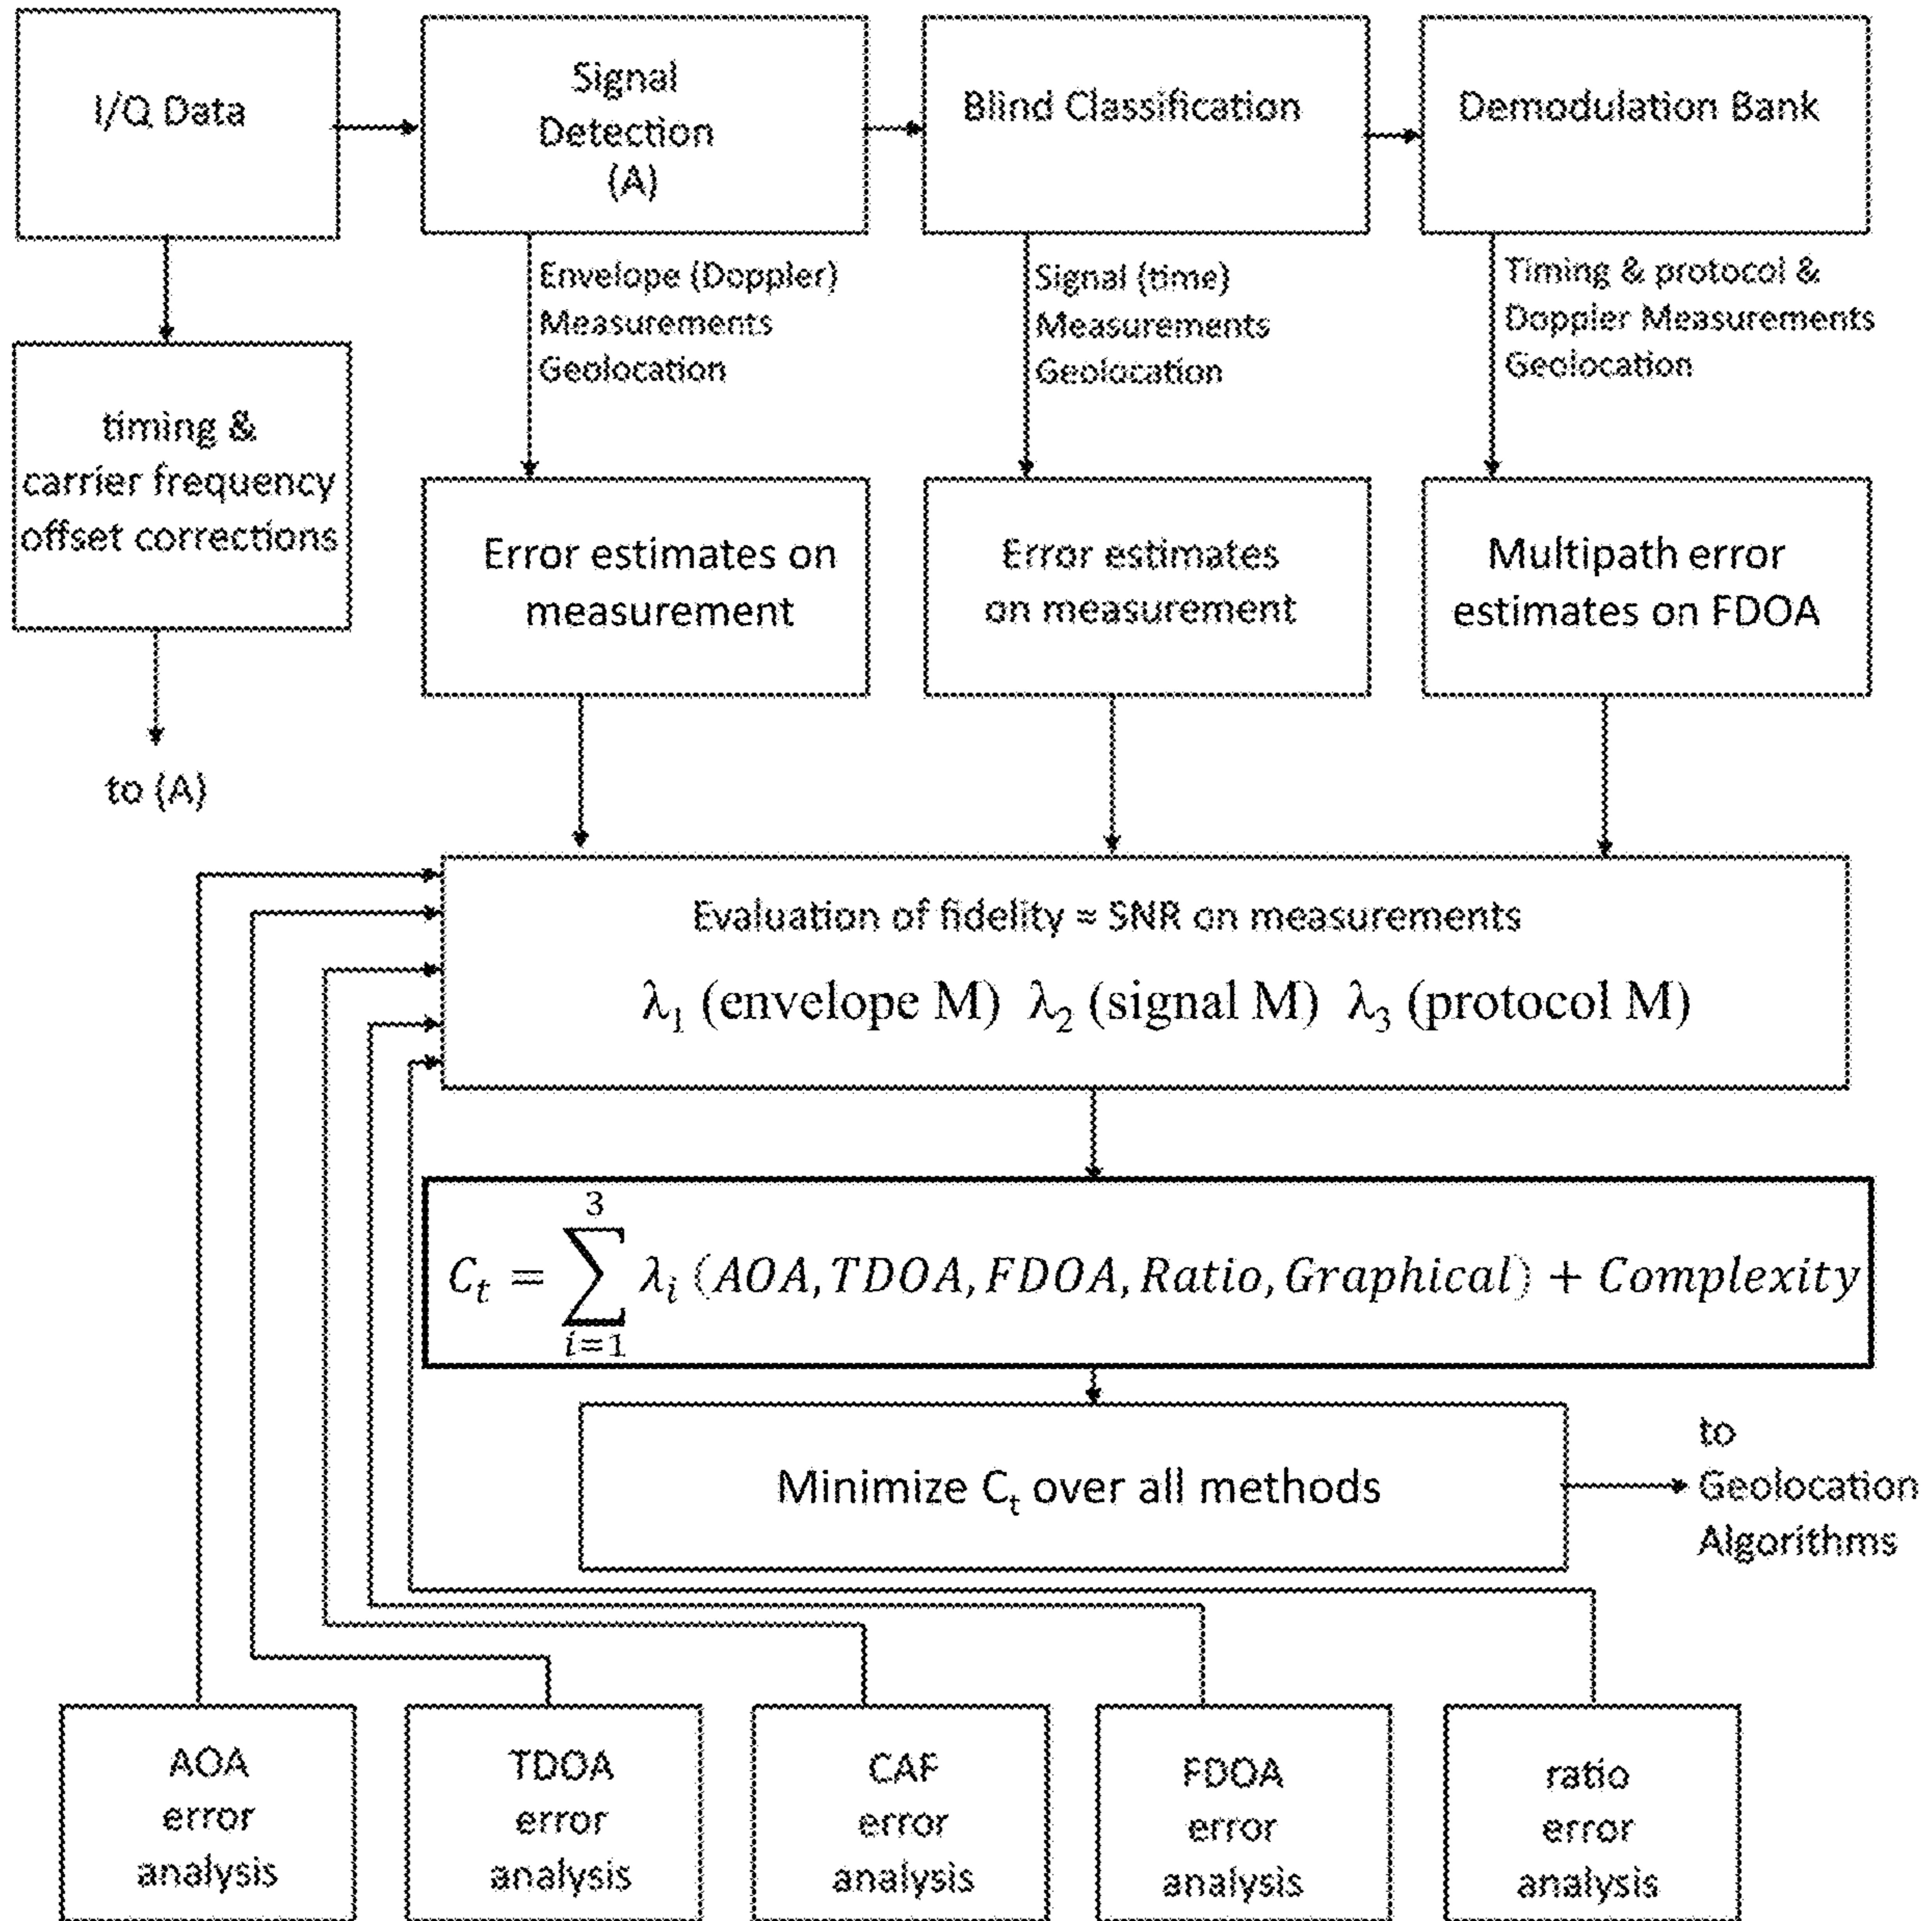 I/Q Data
Signal
Detection
(A)
Blind Classification
Demodulation Bank
Envelope (Doppler)
Measurements
Geolocation
Signal (time)
Measurements
Geolocation
Timing & protocol &
Doppler Measurements
Geolocation
timing &
carrier frequency
offset corrections
to (A)
Error estimates on
measurement
Error estimates
on measurement
Multipath error
estimates on FDOA
Evaluation of fidelity ≈ SNR on measurements
λ₁ (envelope M) λ₂ (signal M) λ₃ (protocol M)
C_t = ∑_{i=1}^{3} λ_i (AOA, TDOA, FDOA, Ratio, Graphical) + Complexity
Minimize C_t over all methods
to
Geolocation
Algorithms
AOA
error
analysis
TDOA
error
analysis
CAF
error
analysis
FDOA
error
analysis
ratio
error
analysis